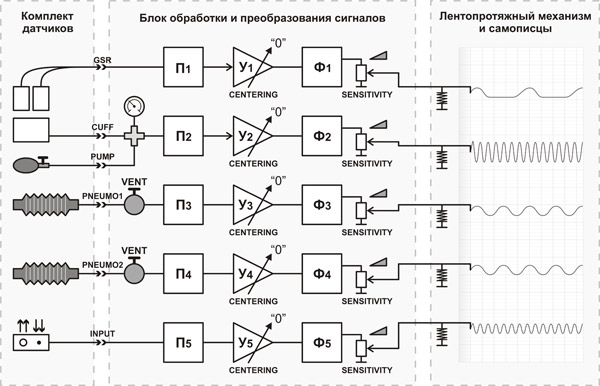 Комплект
датчиков
Блок обработки и преобразования сигналов
Лентопротяжный механизм
и самописцы
GSR
П1
У1
"0"
CENTERING
Ф1
SENSITIVITY
CUFF
PUMP
П2
У2
"0"
CENTERING
Ф2
SENSITIVITY
PNEUMO1
VENT
П3
У3
"0"
CENTERING
Ф3
SENSITIVITY
PNEUMO2
VENT
П4
У4
"0"
CENTERING
Ф4
SENSITIVITY
INPUT
П5
У5
"0"
CENTERING
Ф5
SENSITIVITY